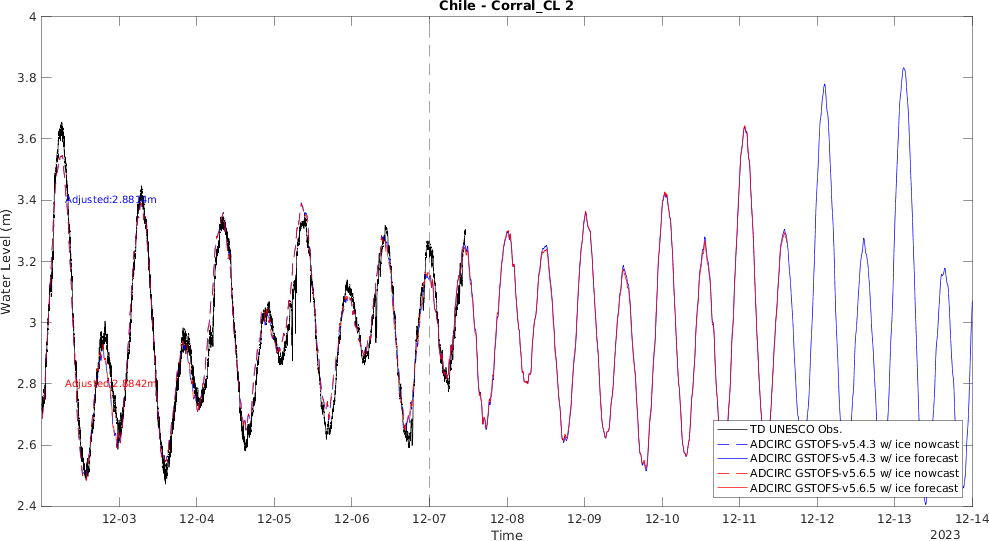 Chile - Corral_CL 2
4
3.8
3.6
3.4
3.2
3
2.8
2.6
2.4
Water Level (m)
Adjusted:2.8842m
12-03
12-04
12-05
12-06
12-07
12-08
12-09
12-10
12-11
12-12
12-13
12-14
Time
2023
TD UNESCO Obs.
ADCIRC GSTOFS-v5.4.3 w/ ice nowcast
ADCIRC GSTOFS-v5.4.3 w/ ice forecast
ADCIRC GSTOFS-v5.6.5 w/ ice nowcast
ADCIRC GSTOFS-v5.6.5 w/ ice forecast